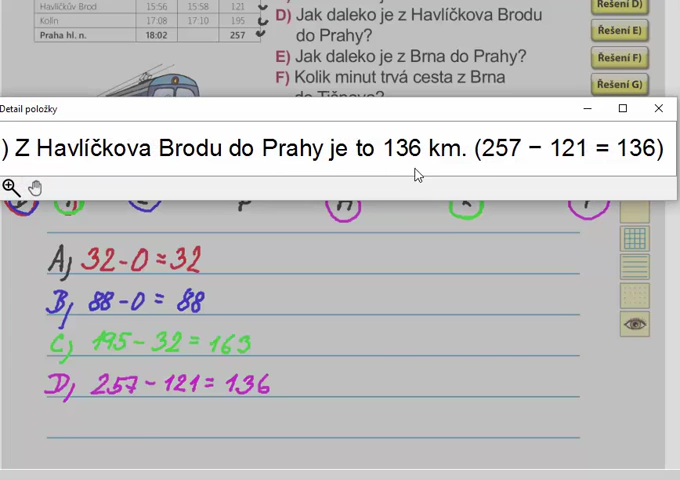 Havlíčkův Brod 15:56 15:58 121
Kolín 17:08 17:10 195
Praha hl. n. 18:02 257
D) Jak daleko je z Havlíčkova Brodu
do Prahy?
E) Jak daleko je z Brna do Prahy?
F) Kolik minut trvá cesta z Brna
do Tišnova?
Řešení D)
Řešení E)
Řešení F)
Řešení G)
Detail položky
) Z Havlíčkova Brodu do Prahy je to 136 km. (257 − 121 = 136)
A) 32-0=32
B) 88-0= 88
C) 195-32=163
D) 257-121=136